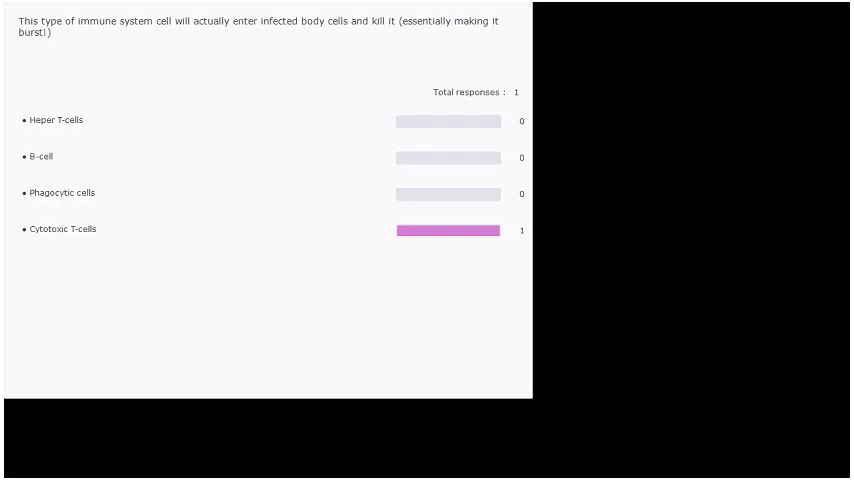 This type of immune system cell will actually enter infected body cells and kill it (essentially making it
burst!)
Total responses : 1
• Heper T-cells 0
• B-cell 0
• Phagocytic cells 0
• Cytotoxic T-cells 1